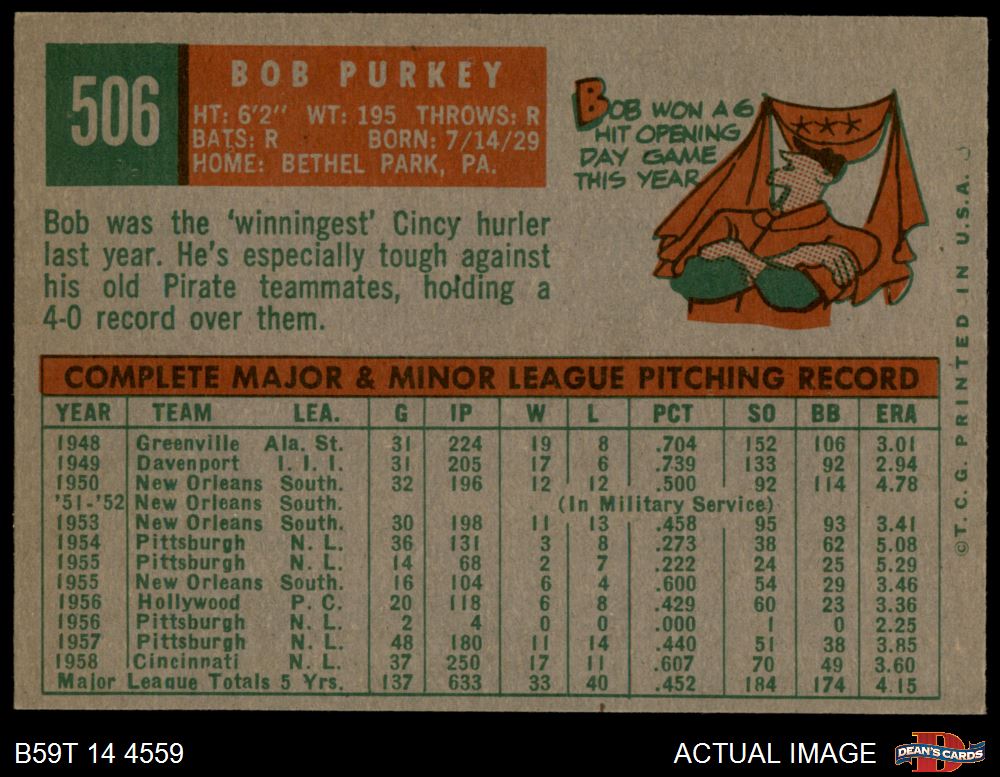 506
BOB PURKEY
HT: 6'2" WT: 195 THROWS: R
BATS: R BORN: 7/14/29
HOME: BETHEL PARK, PA.
BOB WON A 6
HIT OPENING
DAY GAME
THIS YEAR
Bob was the 'winningest' Cincy hurler
last year. He's especially tough against
his old Pirate teammates, holding a
4-0 record over them.
COMPLETE MAJOR & MINOR LEAGUE PITCHING RECORD
YEAR TEAM LEA. G IP W L PCT SO BB ERA
1948 Greenville Ala. St. 31 224 19 8 .704 152 106 3.01
1949 Davenport I. I. I. 31 205 17 6 .739 133 92 2.94
1950 New Orleans South. 32 196 12 12 .500 92 114 4.78
'51-'52 New Orleans South. (In Military Service)
1953 New Orleans South. 30 198 11 13 .458 95 93 3.41
1954 Pittsburgh N. L. 36 131 3 8 .273 38 62 5.08
1955 Pittsburgh N. L. 14 68 2 7 .222 24 25 5.29
1955 New Orleans South. 16 104 6 4 .600 54 29 3.46
1956 Hollywood P. C. 20 118 6 8 .429 60 23 3.36
1956 Pittsburgh N. L. 2 4 0 0 .000 1 0 2.25
1957 Pittsburgh N. L. 48 180 11 14 .440 51 38 3.85
1958 Cincinnati N. L. 37 250 17 11 .607 70 49 3.60
Major League Totals 5 Yrs. 137 633 33 40 .452 184 174 4.15
© T. C. G. PRINTED IN U.S.A.
B59T 14 4559
ACTUAL IMAGE
DEAN'S CARDS